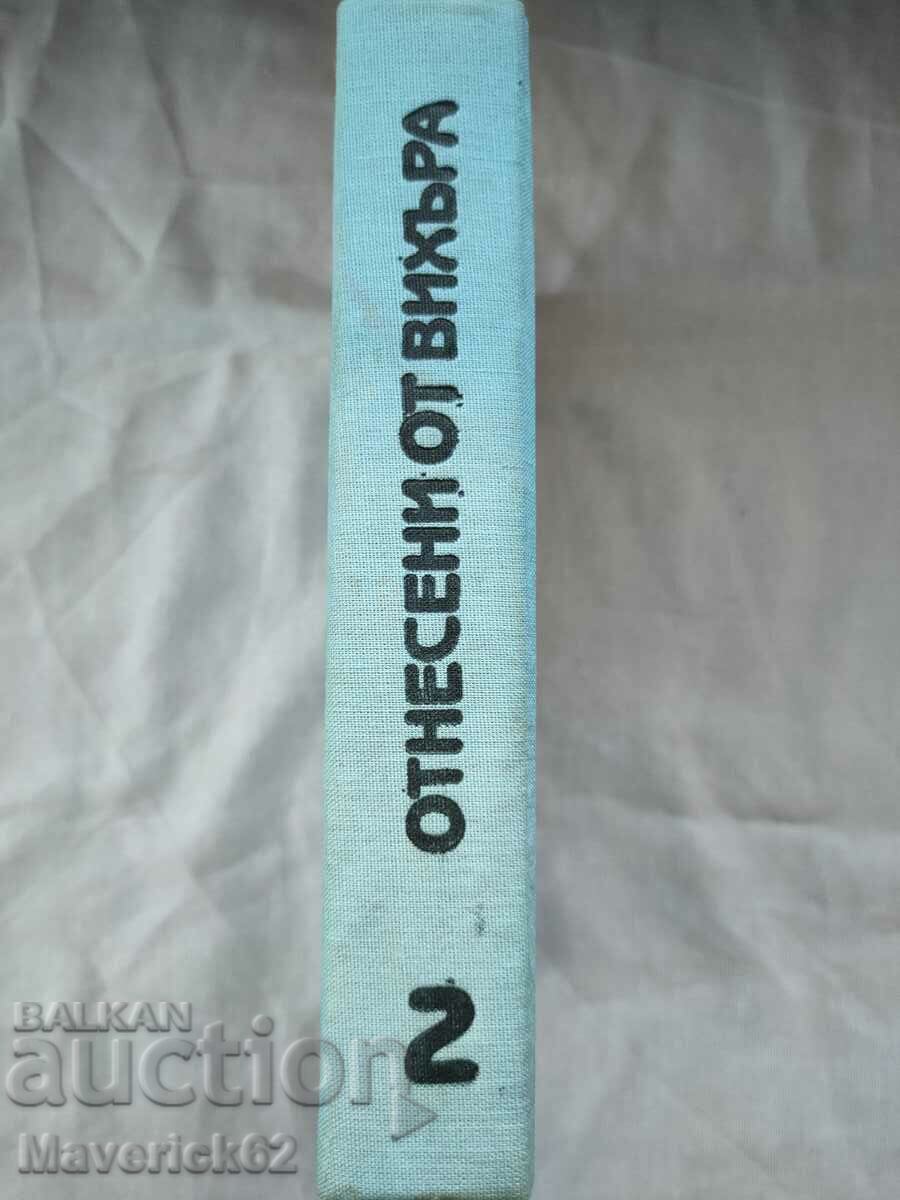 ОТНЕСЕНИ ОТ ВИХЪРА
2
BALKAN
auction
Maverick62